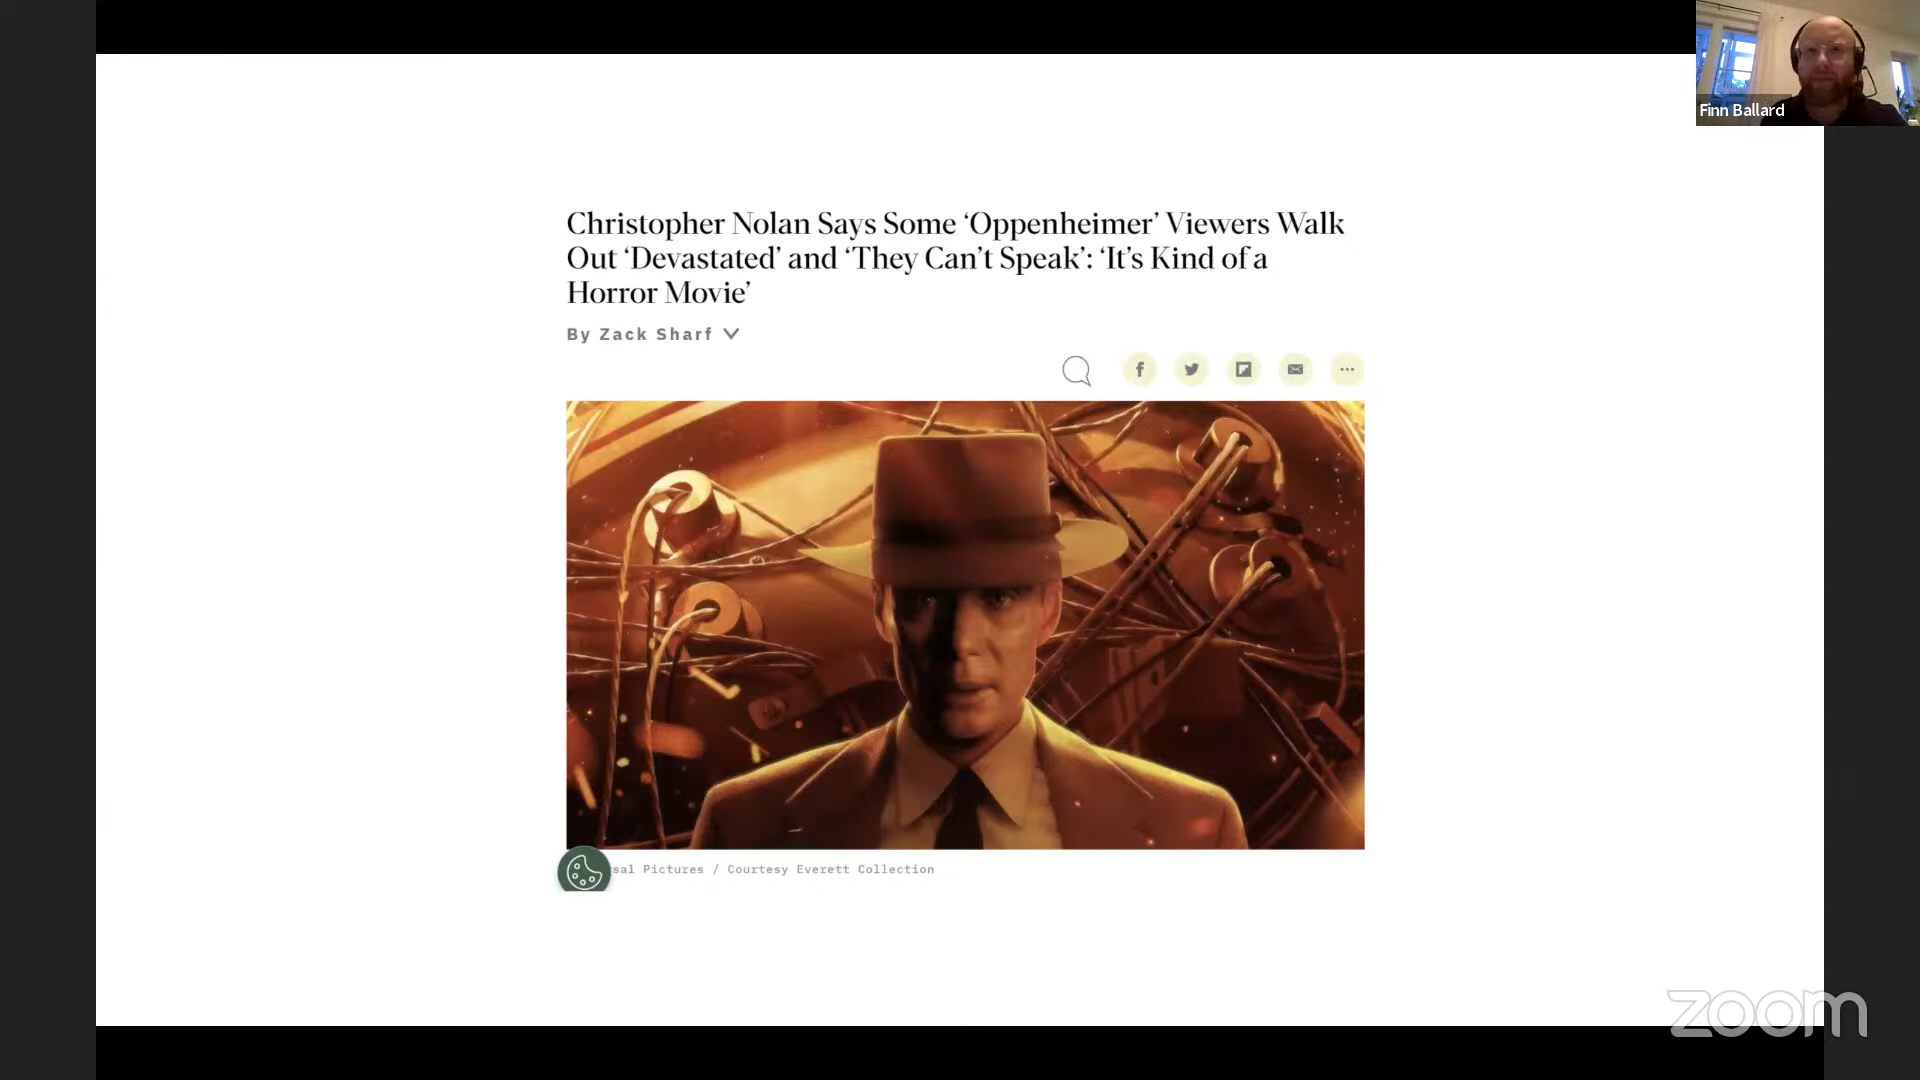 Finn Ballard
Christopher Nolan Says Some ‘Oppenheimer’ Viewers Walk
Out ‘Devastated’ and ‘They Can’t Speak’: ‘It’s Kind of a
Horror Movie’
By Zack Sharf
sal Pictures / Courtesy Everett Collection
zoom